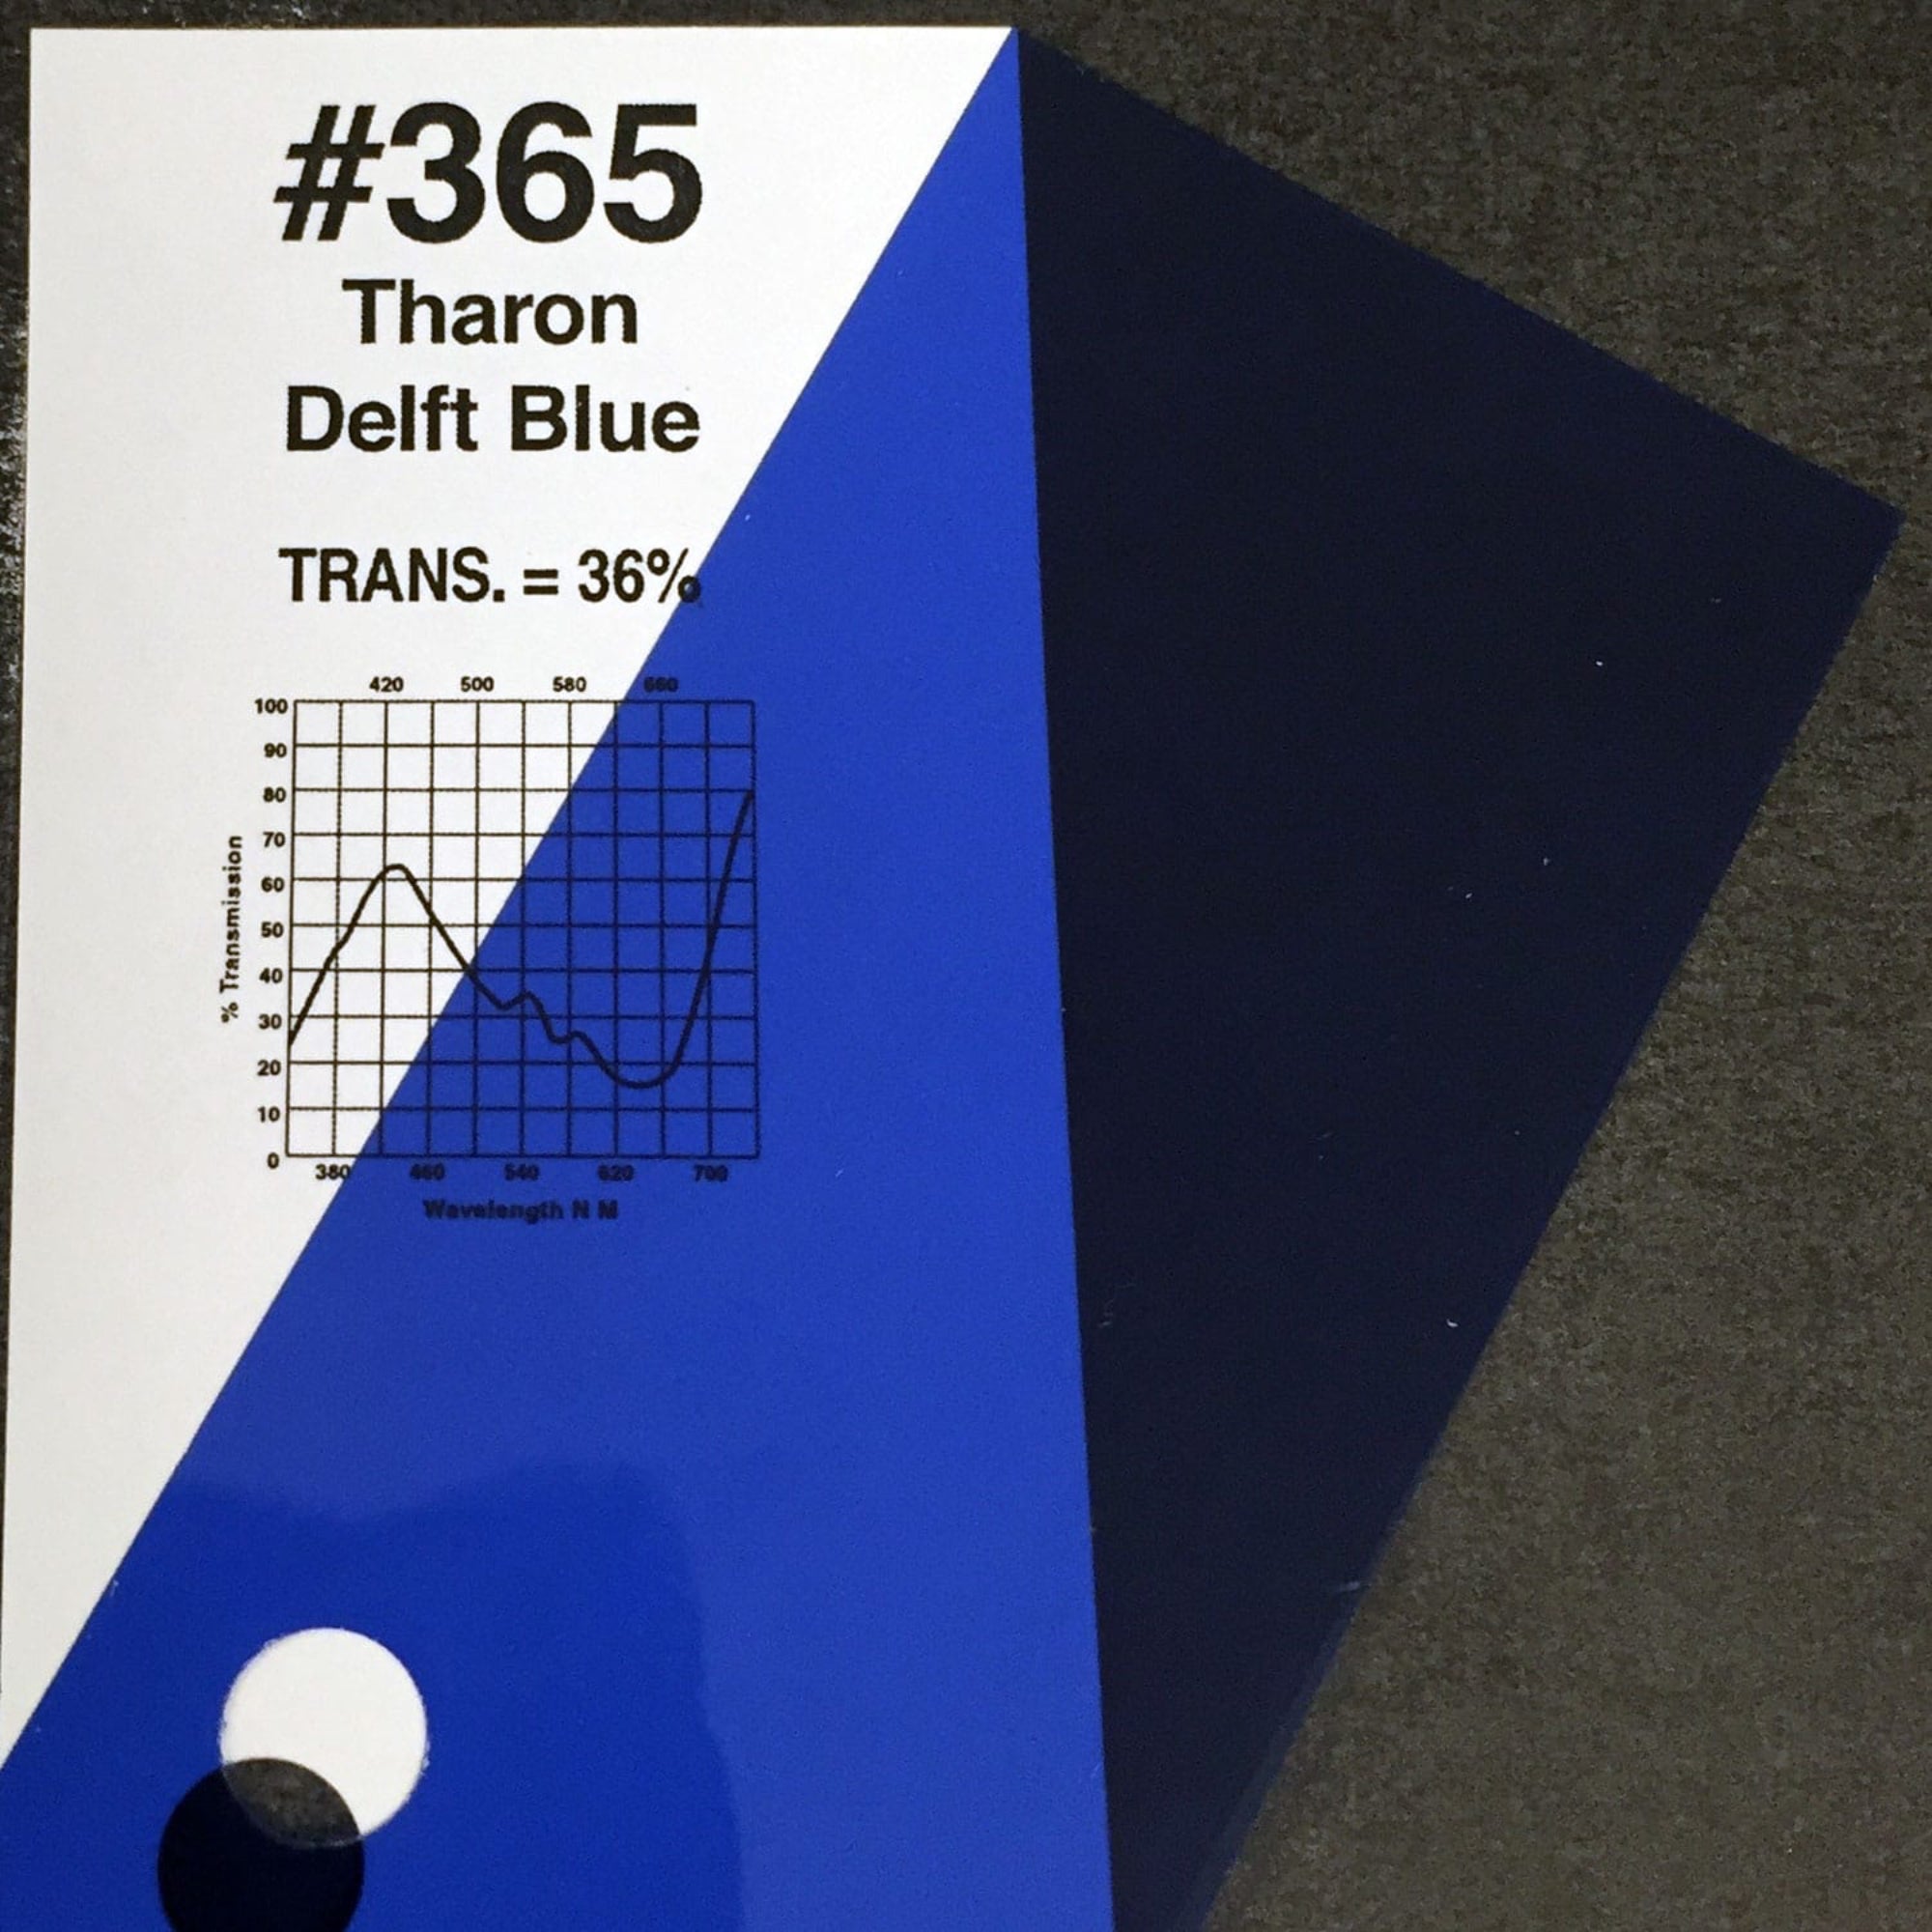 #365
Tharon
Delft Blue
TRANS. = 36%
420 500 580 660
100
90
80
70
60
50
40
30
20
10
0
% Transmission
380 460 540 620 700
Wavelength N M